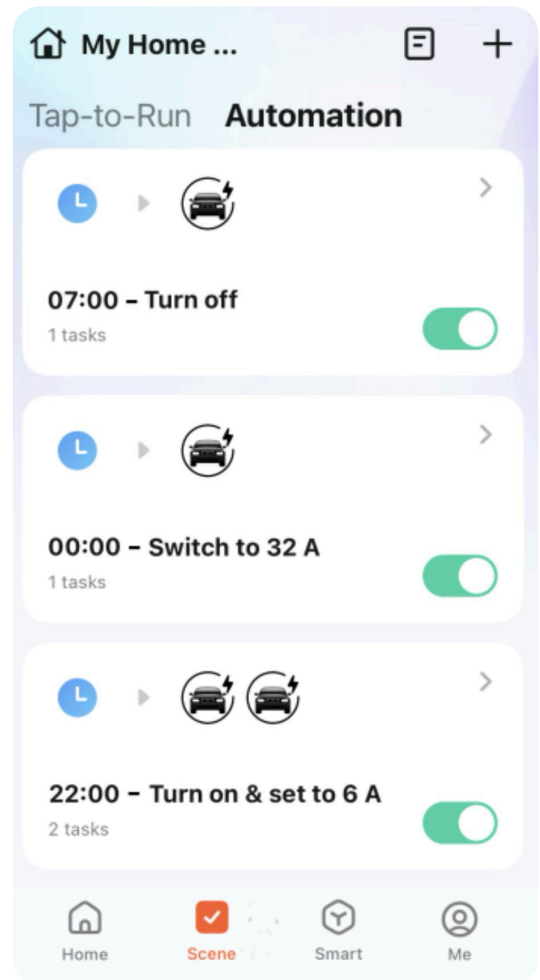 My Home ...
Tap-to-Run Automation
07:00 – Turn off
1 tasks
00:00 – Switch to 32 A
1 tasks
22:00 – Turn on & set to 6 A
2 tasks
Home Scene Smart Me